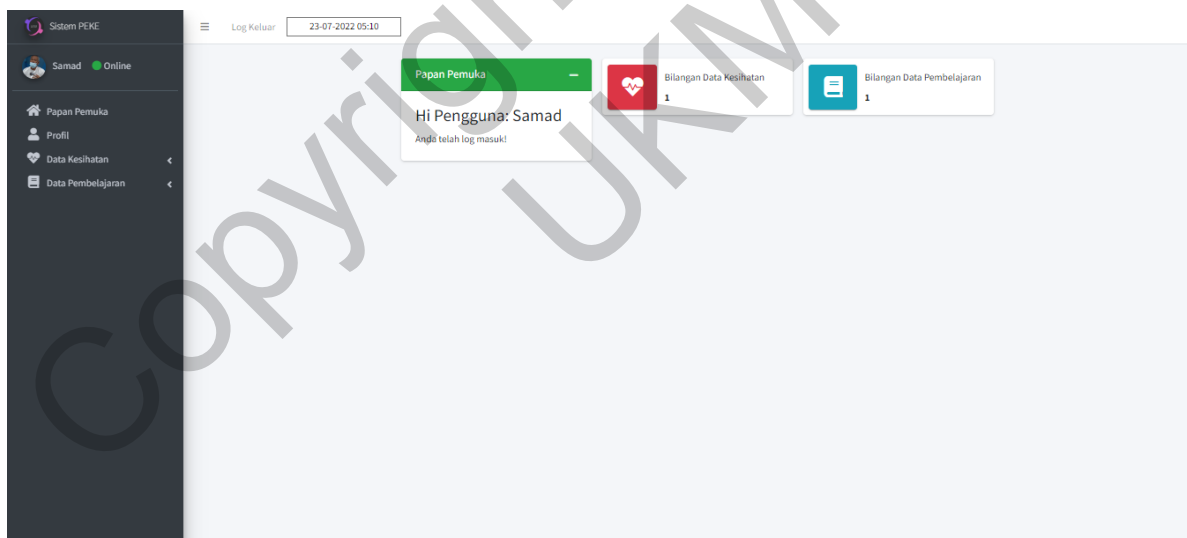 Sistem PEKE
Log Keluar
23-07-2022 05:10
Samad Online
Papan Pemuka
Profil
Data Kesihatan
Data Pembelajaran
Papan Pemuka
Hi Pengguna: Samad
Anda telah log masuk!
Bilangan Data Kesihatan
1
Bilangan Data Pembelajaran
1
Copyrigh
UKM